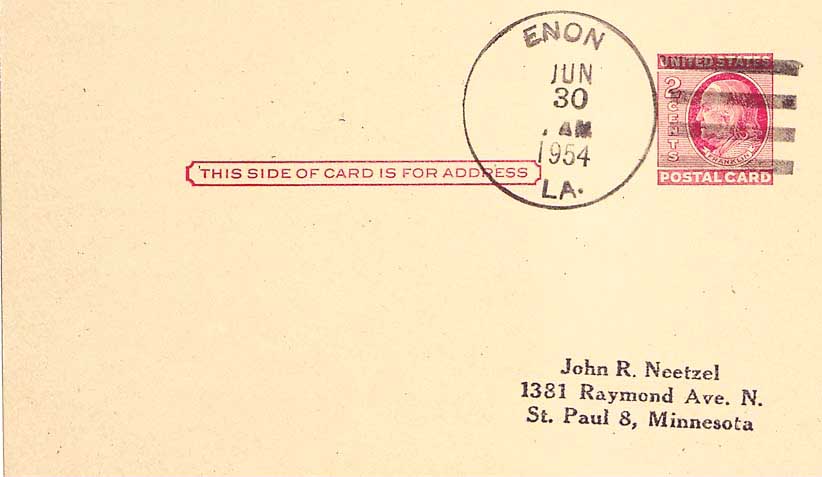 ENON
JUN
30
AM
1954
LA.
UNITED STATES
2
CENTS
FRANKLIN
POSTAL CARD
THIS SIDE OF CARD IS FOR ADDRESS
John R. Neetzel
1381 Raymond Ave. N.
St. Paul 8, Minnesota